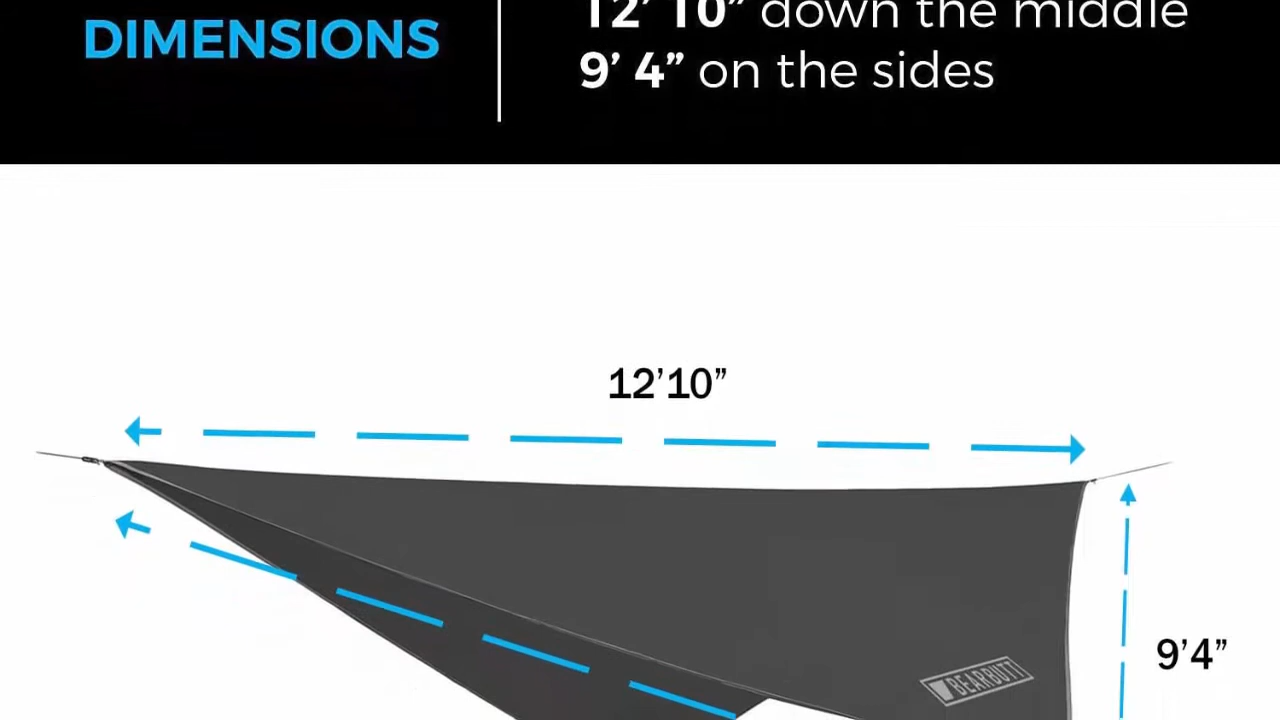 DIMENSIONS
12’ 10” down the middle
9’ 4” on the sides
12’10”
9’4”
BEARBUTT